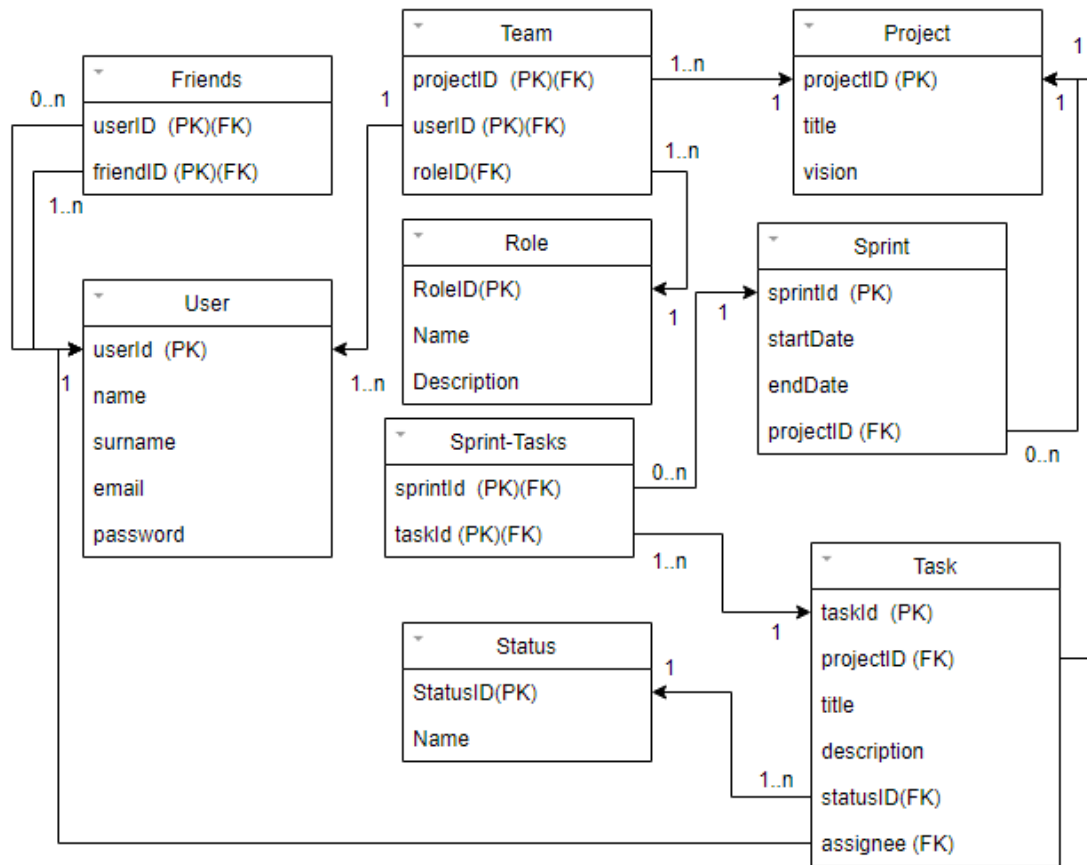 Team
projectID (PK)(FK)
userID (PK)(FK)
roleID(FK)
Project
projectID (PK)
title
vision
Friends
userID (PK)(FK)
friendID (PK)(FK)
Role
RoleID(PK)
Name
Description
Sprint
sprintId (PK)
startDate
endDate
projectID (FK)
User
userId (PK)
name
surname
email
password
Sprint-Tasks
sprintId (PK)(FK)
taskId (PK)(FK)
Task
taskId (PK)
projectID (FK)
title
description
statusID(FK)
assignee (FK)
Status
StatusID(PK)
Name
0..n
1..n
1
1
1..n
1..n
1
1
1
1..n
1
0..n
0..n
1
1..n
1
1
1..n